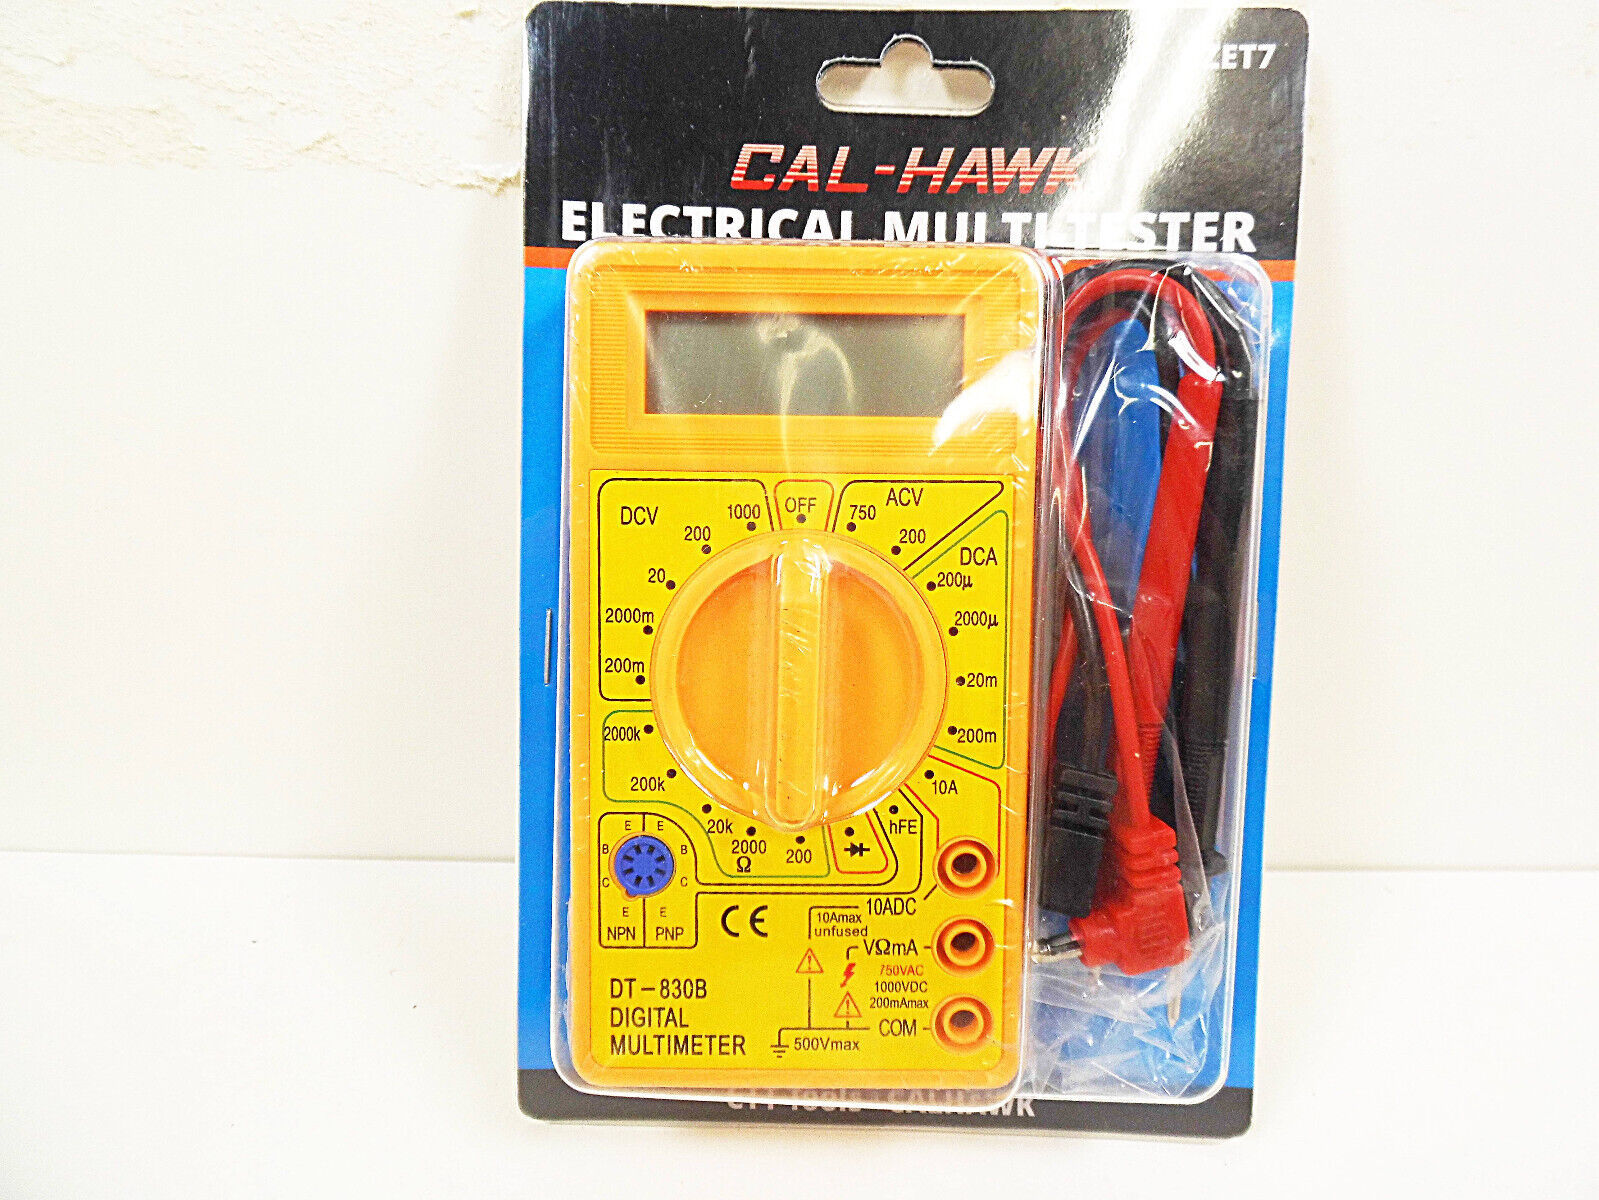 CAL-HAWK
ELECTRICAL MULTI-TESTER
DCV
1000
OFF
750
ACV
200
200
DCA
20
200µ
2000m
2000µ
200m
20m
2000k
200m
200k
10A
20k
hFE
2000
Ω
200
E E
B B
C C
E E
NPN PNP
CE
10Amax
unfused
10ADC
VΩmA
750VAC
1000VDC
200mAmax
COM
500Vmax
DT-830B
DIGITAL
MULTIMETER
CALHAWK